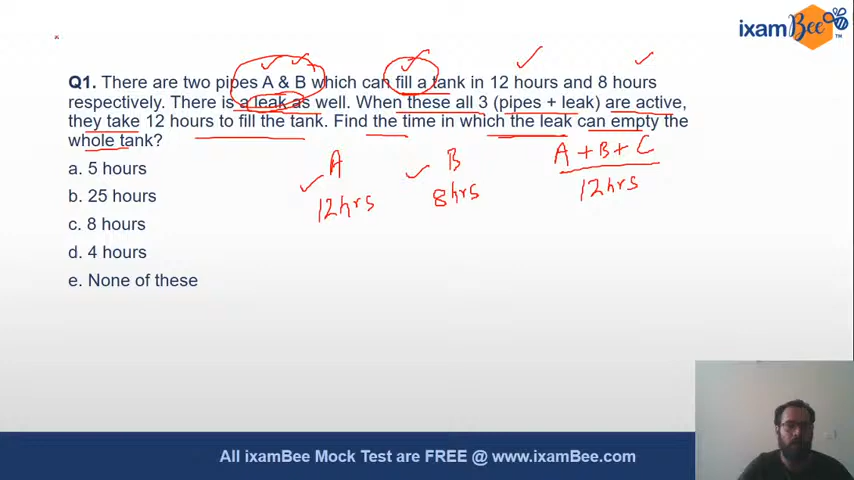 ixamBee™
Q1. There are two pipes A & B which can fill a tank in 12 hours and 8 hours
respectively. There is a leak as well. When these all 3 (pipes + leak) are active,
they take 12 hours to fill the tank. Find the time in which the leak can empty the
whole tank?
a. 5 hours
b. 25 hours
c. 8 hours
d. 4 hours
e. None of these
A B A + B + C
12hrs 8hrs 12hrs
All ixamBee Mock Test are FREE @ www.ixamBee.com